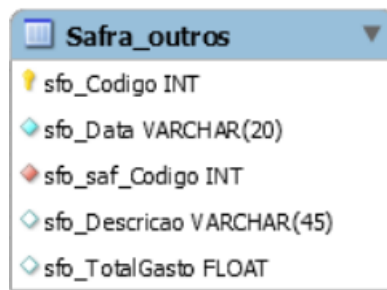 Safra_outros
sfo_Codigo INT
sfo_Data VARCHAR(20)
sfo_saf_Codigo INT
sfo_Descricao VARCHAR(45)
sfo_TotalGasto FLOAT